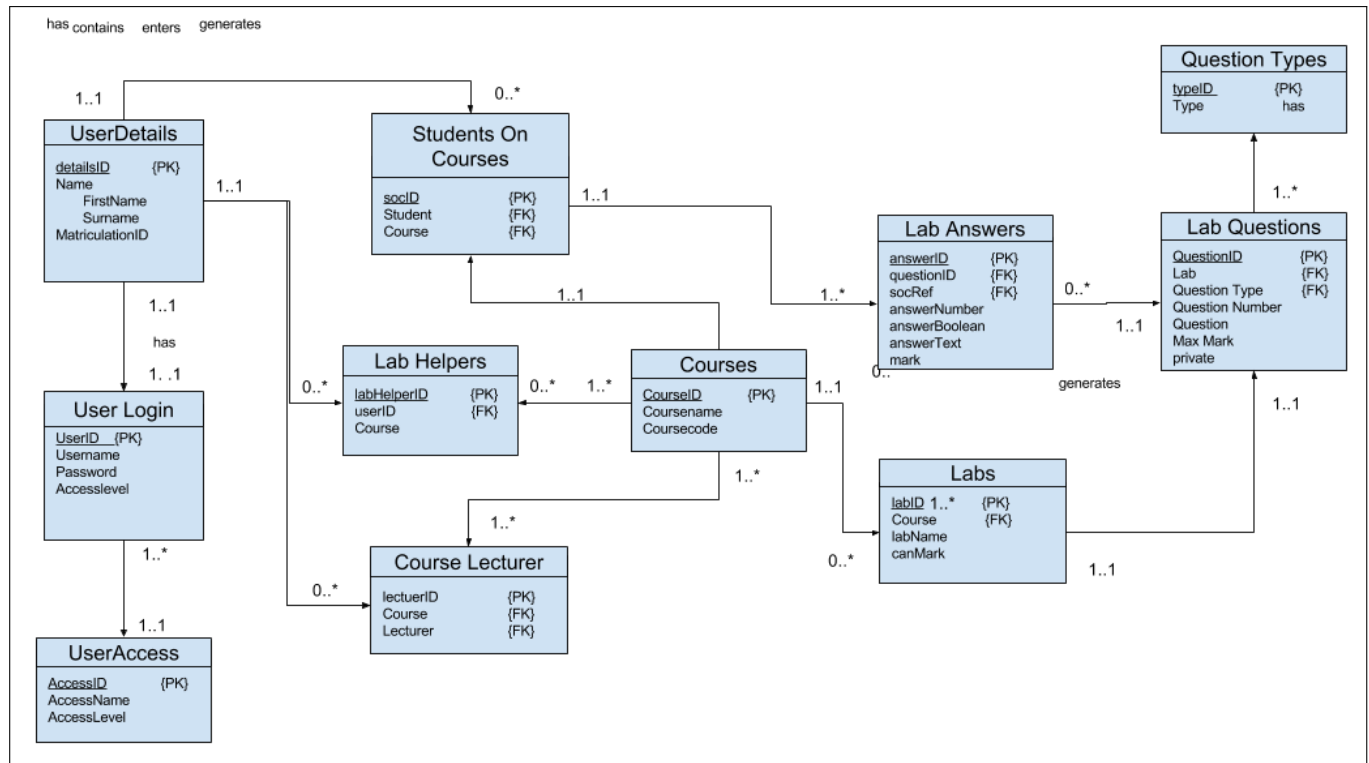 has contains enters generates
1..1
0..*
UserDetails
detailsID {PK}
Name
FirstName
Surname
MatriculationID
1..1
1..1
has
1. .1
User Login
UserID {PK}
Username
Password
Accesslevel
1..*
1..1
UserAccess
AccessID {PK}
AccessName
AccessLevel
Students On
Courses
socID {PK}
Student {FK}
Course {FK}
1..1
1..1
1..*
Lab Helpers
labHelperID {PK}
userID {FK}
Course
0..*
0..*
1..*
Courses
CourseID {PK}
Coursename
Coursecode
1..1
1..*
1..*
Course Lecturer
lectuerID {PK}
Course {FK}
Lecturer {FK}
0..*
Lab Answers
answerID {PK}
questionID {FK}
socRef {FK}
answerNumber
answerBoolean
answerText
mark
0..
0..*
1..1
generates
Labs
labID 1..* {PK}
Course {FK}
labName
canMark
0..*
1..1
Question Types
typeID {PK}
Type has
1..*
Lab Questions
QuestionID {PK}
Lab {FK}
Question Type {FK}
Question Number
Question
Max Mark
private
1..1